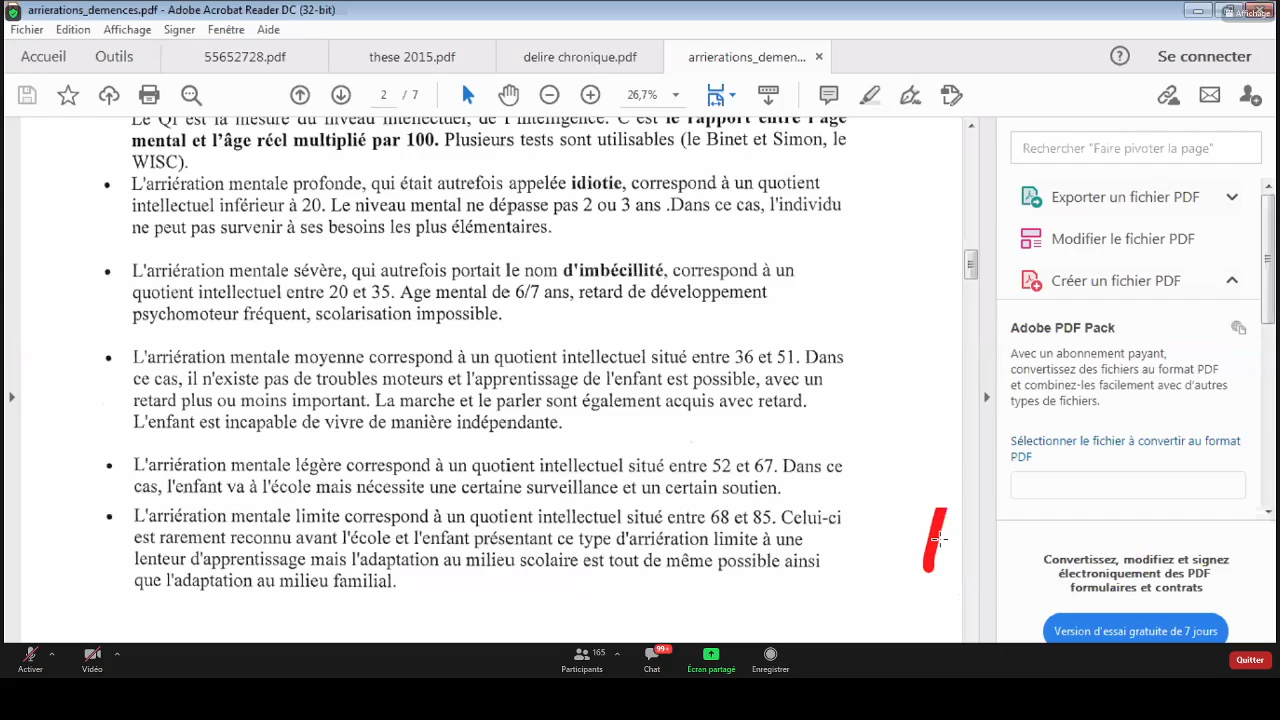 arrierations_demences.pdf - Adobe Acrobat Reader DC (32-bit)
Affichage
Fichier Edition Affichage Signer Fenêtre Aide
Accueil Outils 55652728.pdf these 2015.pdf delire chronique.pdf arrierations_demen... × Se connecter
2 / 7 26,7%
Le QI est la mesure du niveau intellectuel, de l'intelligence. C'est le rapport entre l'âge
mental et l'âge réel multiplié par 100. Plusieurs tests sont utilisables (le Binet et Simon, le
WISC).
• L'arriération mentale profonde, qui était autrefois appelée idiotie, correspond à un quotient
intellectuel inférieur à 20. Le niveau mental ne dépasse pas 2 ou 3 ans .Dans ce cas, l'individu
ne peut pas survenir à ses besoins les plus élémentaires.
• L'arriération mentale sévère, qui autrefois portait le nom d'imbécillité, correspond à un
quotient intellectuel entre 20 et 35. Age mental de 6/7 ans, retard de développement
psychomoteur fréquent, scolarisation impossible.
• L'arriération mentale moyenne correspond à un quotient intellectuel situé entre 36 et 51. Dans
ce cas, il n'existe pas de troubles moteurs et l'apprentissage de l'enfant est possible, avec un
retard plus ou moins important. La marche et le parler sont également acquis avec retard.
L'enfant est incapable de vivre de manière indépendante.
• L'arriération mentale légère correspond à un quotient intellectuel situé entre 52 et 67. Dans ce
cas, l'enfant va à l'école mais nécessite une certaine surveillance et un certain soutien.
• L'arriération mentale limite correspond à un quotient intellectuel situé entre 68 et 85. Celui-ci
est rarement reconnu avant l'école et l'enfant présentant ce type d'arriération limite à une
lenteur d'apprentissage mais l'adaptation au milieu scolaire est tout de même possible ainsi
que l'adaptation au milieu familial.
Rechercher "Faire pivoter la page"
Exporter un fichier PDF
Modifier le fichier PDF
Créer un fichier PDF
Adobe PDF Pack
Avec un abonnement payant,
convertissez des fichiers au format PDF
et combinez-les facilement avec d'autres
types de fichiers.
Sélectionner le fichier à convertir au format
PDF
Convertissez, modifiez et signez
électroniquement des PDF
formulaires et contrats
Version d'essai gratuite de 7 jours
Activer Vidéo Participants 165 Chat 99+ Écran partagé Enregistrer Quitter